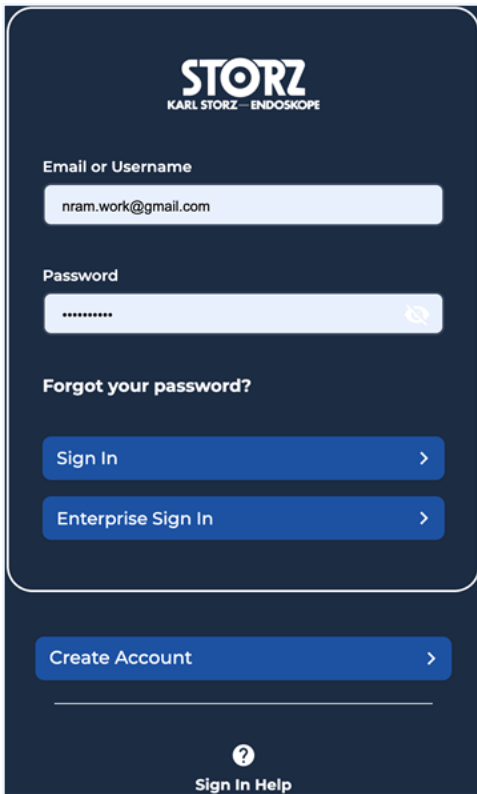 STORZ
KARL STORZ—ENDOSKOPE
Email or Username
nram.work@gmail.com
Password
••••••••••
Forgot your password?
Sign In
Enterprise Sign In
Create Account
?
Sign In Help